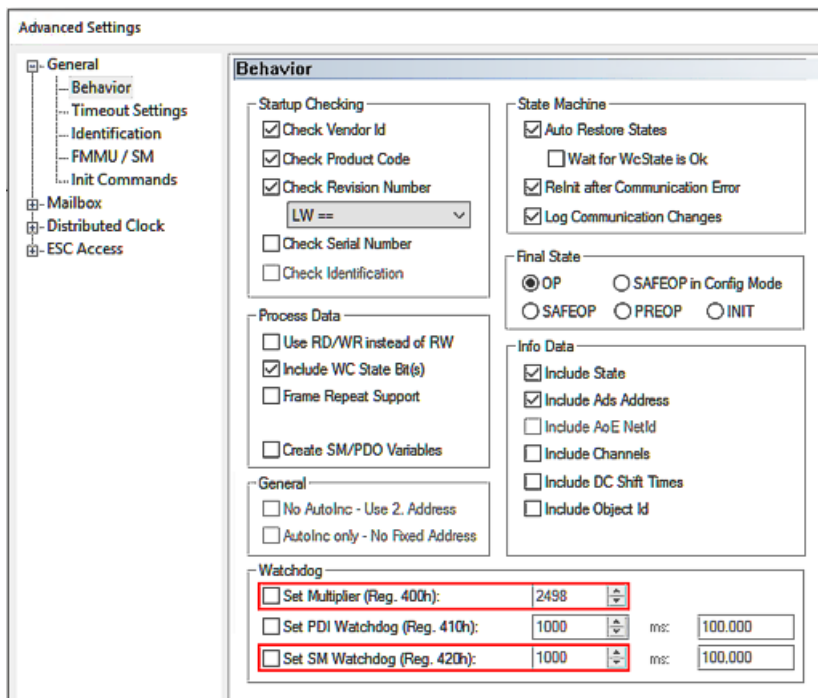 Advanced Settings
General
Behavior
Timeout Settings
Identification
FMMU / SM
Init Commands
Mailbox
Distributed Clock
ESC Access
Behavior
Startup Checking
Check Vendor Id
Check Product Code
Check Revision Number
LW ==
Check Serial Number
Check Identification
Process Data
Use RD/WR instead of RW
Include WC State Bit(s)
Frame Repeat Support
Create SM/PDO Variables
General
No AutoInc - Use 2. Address
AutoInc only - No Fixed Address
State Machine
Auto Restore States
Wait for WcState is Ok
ReInit after Communication Error
Log Communication Changes
Final State
OP SAFEOP in Config Mode
SAFEOP PREOP INIT
Info Data
Include State
Include Ads Address
Include AoE NetId
Include Channels
Include DC Shift Times
Include Object Id
Watchdog
Set Multiplier (Reg. 400h): 2498
Set PDI Watchdog (Reg. 410h): 1000 ms: 100.000
Set SM Watchdog (Reg. 420h): 1000 ms: 100.000